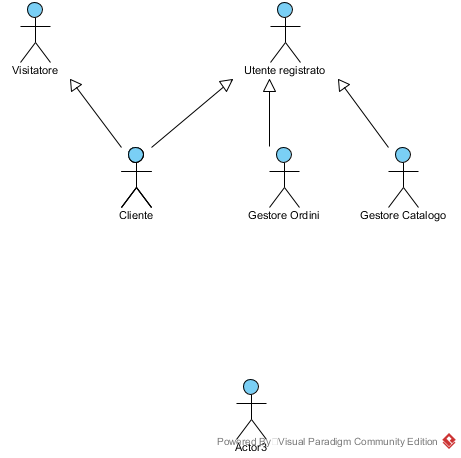 Visitatore
Utente registrato
Cliente
Gestore Ordini
Gestore Catalogo
Powered By Visual Paradigm Community Edition
Actor3